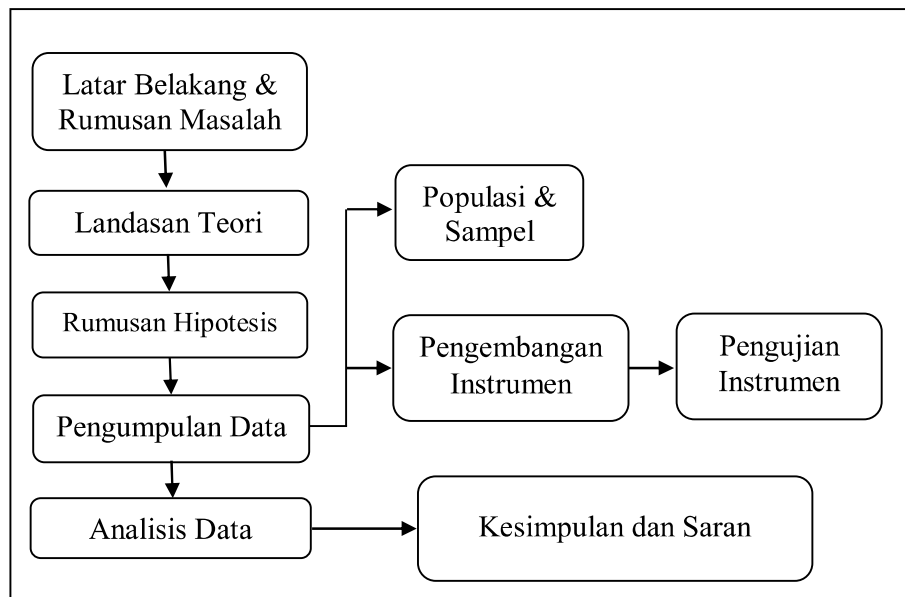 Latar Belakang &
Rumusan Masalah
Landasan Teori
Rumusan Hipotesis
Pengumpulan Data
Analisis Data
Populasi &
Sampel
Pengembangan
Instrumen
Pengujian
Instrumen
Kesimpulan dan Saran